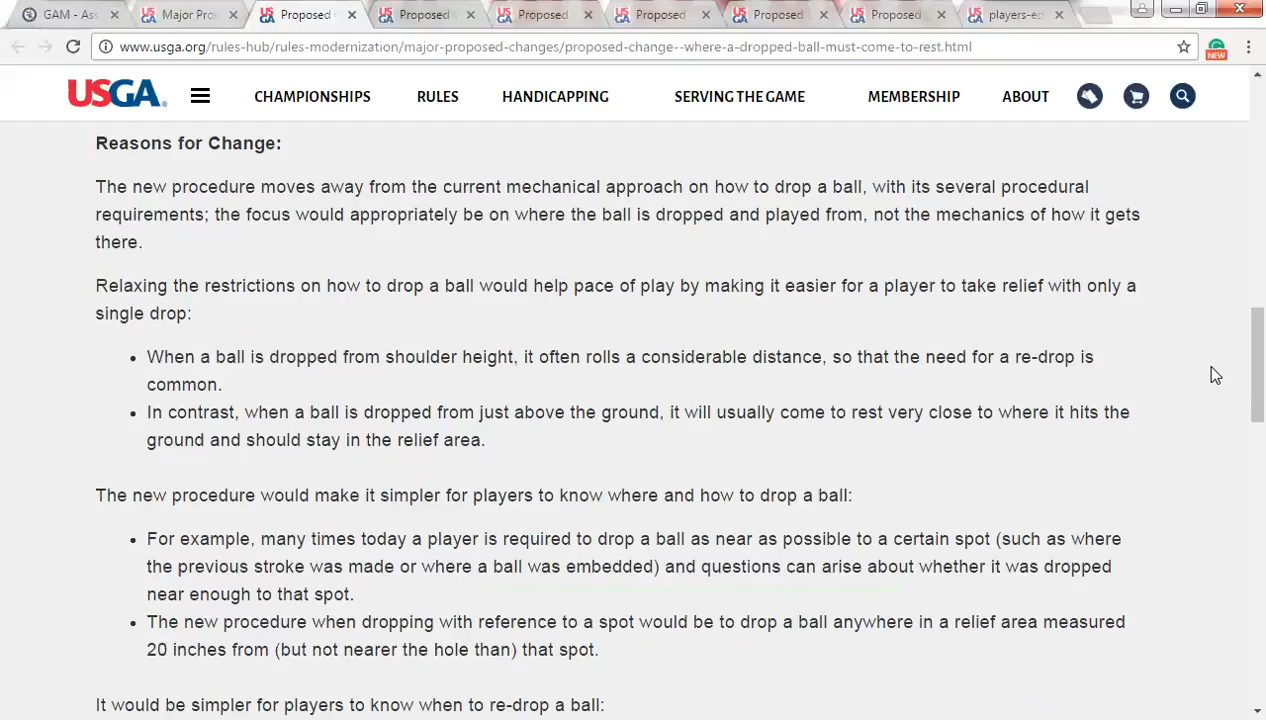 GAM - Ass
Major Pro
Proposed
Proposed
Proposed
Proposed
Proposed
Proposed
players-ed
www.usga.org/rules-hub/rules-modernization/major-proposed-changes/proposed-change--where-a-dropped-ball-must-come-to-rest.html
NEW
USGA
CHAMPIONSHIPS
RULES
HANDICAPPING
SERVING THE GAME
MEMBERSHIP
ABOUT
Reasons for Change:
The new procedure moves away from the current mechanical approach on how to drop a ball, with its several procedural
requirements; the focus would appropriately be on where the ball is dropped and played from, not the mechanics of how it gets
there.
Relaxing the restrictions on how to drop a ball would help pace of play by making it easier for a player to take relief with only a
single drop:
• When a ball is dropped from shoulder height, it often rolls a considerable distance, so that the need for a re-drop is
common.
• In contrast, when a ball is dropped from just above the ground, it will usually come to rest very close to where it hits the
ground and should stay in the relief area.
The new procedure would make it simpler for players to know where and how to drop a ball:
• For example, many times today a player is required to drop a ball as near as possible to a certain spot (such as where
the previous stroke was made or where a ball was embedded) and questions can arise about whether it was dropped
near enough to that spot.
• The new procedure when dropping with reference to a spot would be to drop a ball anywhere in a relief area measured
20 inches from (but not nearer the hole than) that spot.
It would be simpler for players to know when to re-drop a ball: